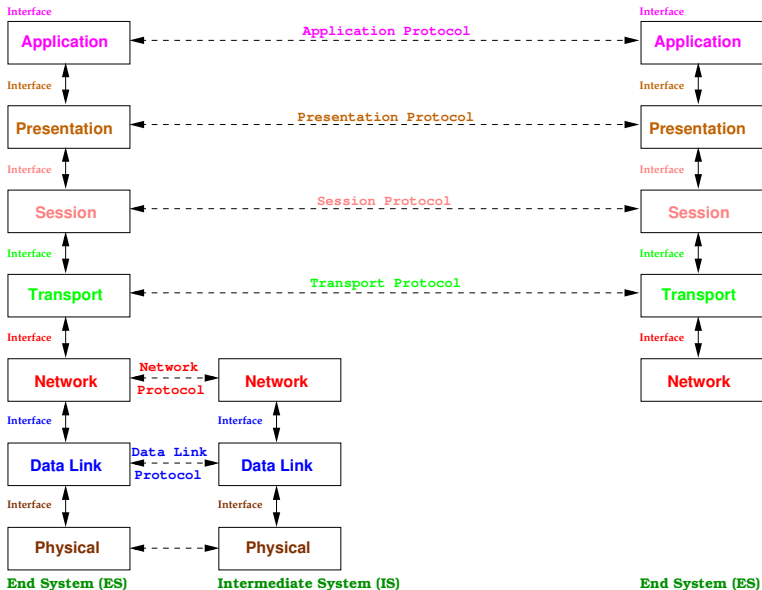 Interface Interface
Application Application Protocol Application
Interface Interface
Presentation Presentation Protocol Presentation
Interface Interface
Session Session Protocol Session
Interface Interface
Transport Transport Protocol Transport
Interface Interface
Network Network Protocol Network Network
Interface Interface
Data Link Data Link Protocol Data Link
Interface Interface
Physical Physical
End System (ES) Intermediate System (IS) End System (ES)